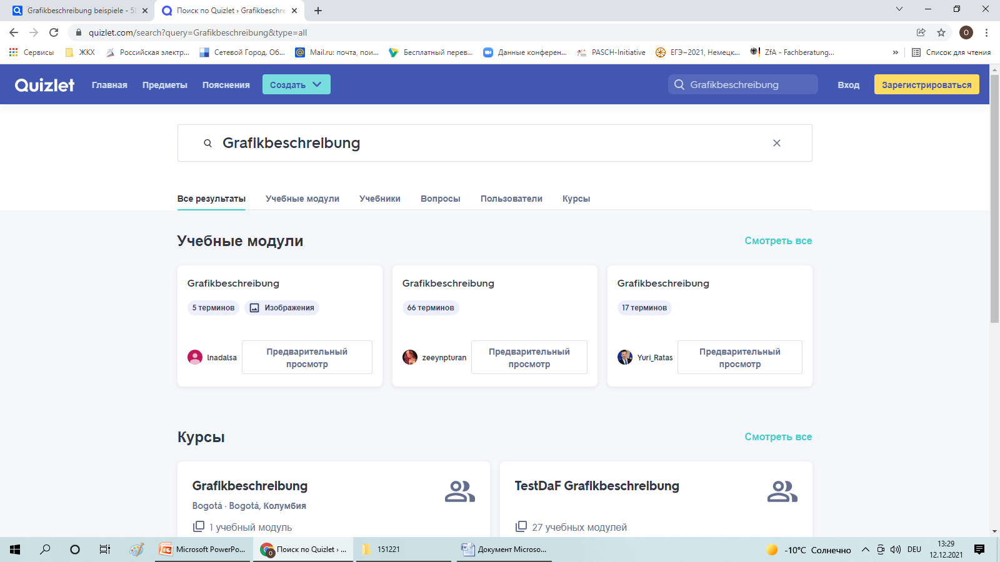 Grafikbeschreibung beispiele - 58
Поиск по Quizlet › Grafikbeschre
quizlet.com/search?query=Grafikbeschreibung&type=all
O
Сервисы
ЖКХ
Российская электр...
Сетевой Город. Об...
Mail.ru: почта, пои...
Бесплатный перев...
Данные конферен...
PASCH-Initiative
ЕГЭ–2021, Немецк...
ZfA - Fachberatung...
»
Список для чтения
Quizlet
Главная
Предметы
Пояснения
Создать
Grafikbeschreibung
Вход
Зарегистрироваться
Grafikbeschreibung
Все результаты
Учебные модули
Учебники
Вопросы
Пользователи
Курсы
Учебные модули
Смотреть все
Grafikbeschreibung
5 терминов
Изображения
lnadalsa
Предварительный
просмотр
Grafikbeschreibung
66 терминов
zeeynpturan
Предварительный
просмотр
Grafikbeschreibung
17 терминов
Yuri_Ratas
Предварительный
просмотр
Курсы
Смотреть все
Grafikbeschreibung
Bogotá · Bogotá, Колумбия
1 учебный модуль
TestDaF Grafikbeschreibung
27 учебных модулей
Microsoft PowerPo...
Поиск по Quizlet › ...
151221
Документ Microso...
-10°C Солнечно
DEU
13:29
12.12.2021